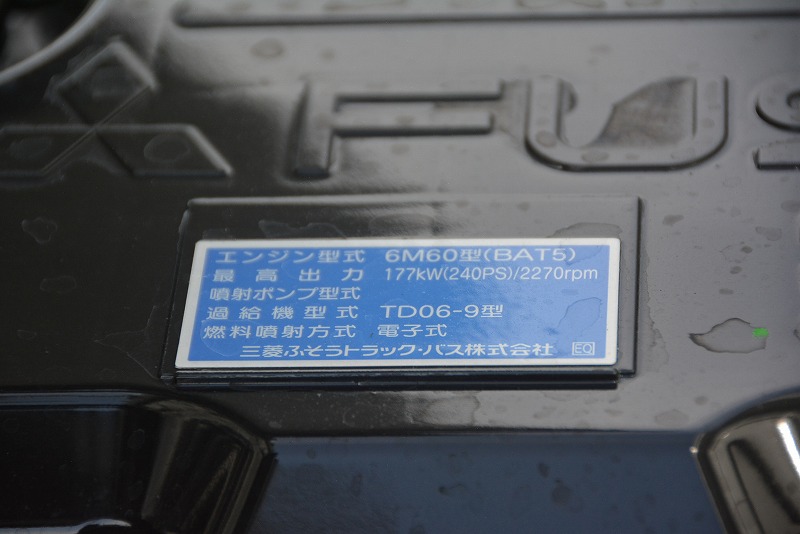 FUS
エンジン型式 6M60型(BAT5)
最高出力 177kW(240PS)/2270rpm
噴射ポンプ型式
過給機型式 TD06-9型
燃料噴射方式 電子式
三菱ふそうトラック・バス株式会社 EQ